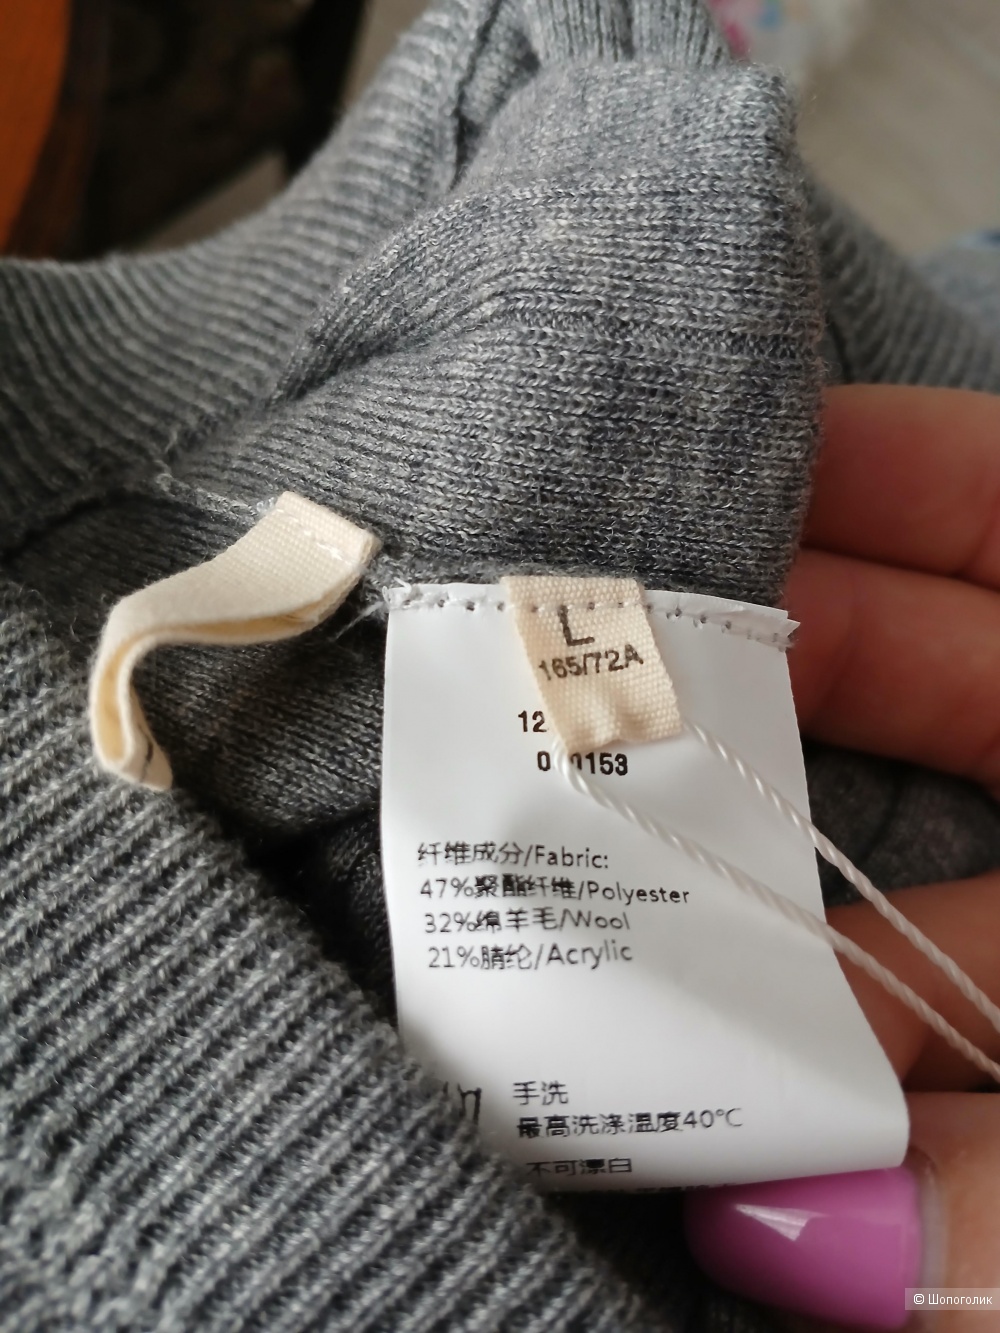 L
165/72A
12
0 0153
纤维成分/Fabric:
47%聚酯纤维/Polyester
32%绵羊毛/Wool
21%腈纶/Acrylic
手洗
最高洗涤温度40℃
不可漂白
© Шопоголик